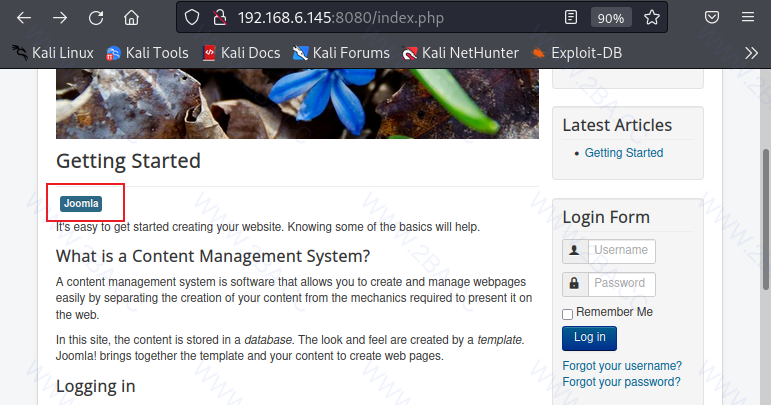 192.168.6.145:8080/index.php
90%
Kali Linux
Kali Tools
Kali Docs
Kali Forums
Kali NetHunter
Exploit-DB
Getting Started
Joomla
It's easy to get started creating your website. Knowing some of the basics will help.
What is a Content Management System?
A content management system is software that allows you to create and manage webpages
easily by separating the creation of your content from the mechanics required to present it on
the web.
In this site, the content is stored in a database. The look and feel are created by a template.
Joomla! brings together the template and your content to create web pages.
Logging in
Latest Articles
Getting Started
Login Form
Username
Password
Remember Me
Log in
Forgot your username?
Forgot your password?